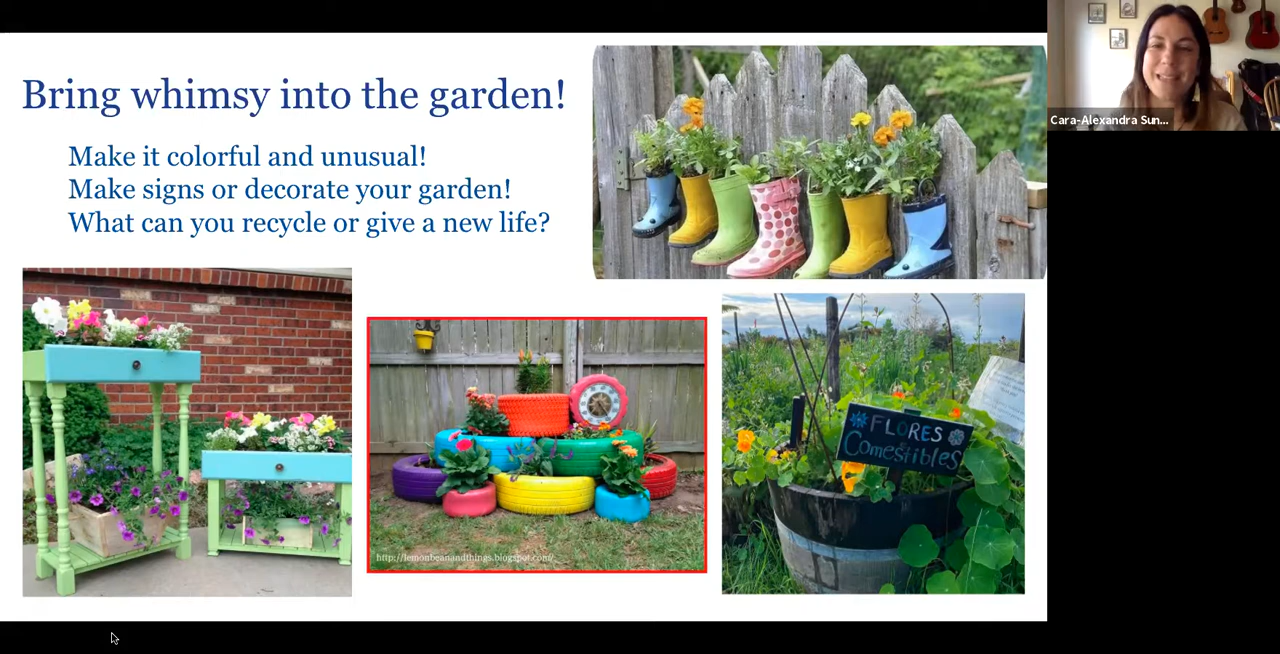 Bring whimsy into the garden!
Make it colorful and unusual!
Make signs or decorate your garden!
What can you recycle or give a new life?
Cara-Alexandra Sun...
http://lemonbeanandthings.blogspot.com/
FLORES
Comestibles